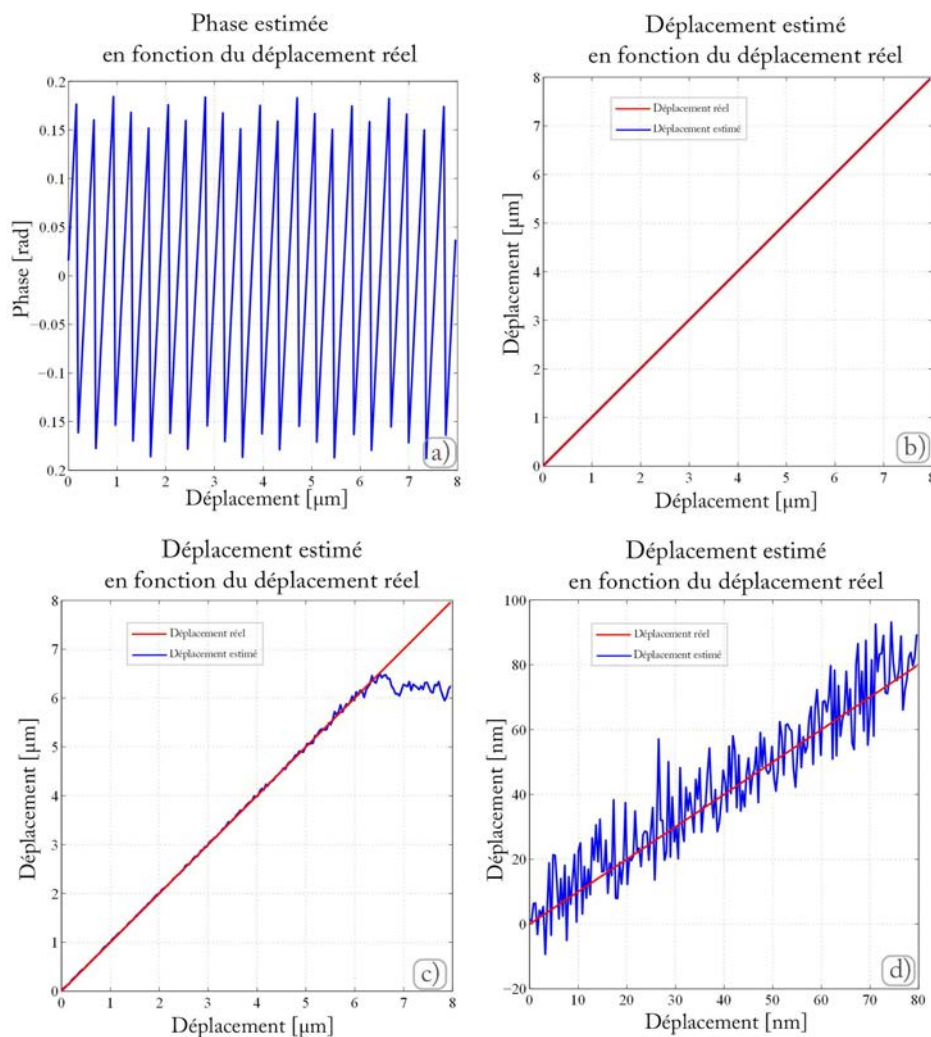 Phase estimée
en fonction du déplacement réel
0.2
0.15
0.1
0.05
0
−0.05
−0.1
0.15
0.2
Phase [rad]
0 1 2 3 4 5 6 7 8
Déplacement [µm]
a)
Déplacement estimé
en fonction du déplacement réel
8
7
6
5
4
3
2
1
0
Déplacement [µm]
Déplacement réel
Déplacement estimé
0 1 2 3 4 5 6 7 8
Déplacement [µm]
b)
Déplacement estimé
en fonction du déplacement réel
8
7
6
5
4
3
2
1
0
Déplacement [µm]
Déplacement réel
Déplacement estimé
0 1 2 3 4 5 6 7 8
Déplacement [µm]
c)
Déplacement estimé
en fonction du déplacement réel
100
80
60
40
20
0
−20
Déplacement [nm]
Déplacement réel
Déplacement estimé
0 10 20 30 40 50 60 70 80
Déplacement [nm]
d)